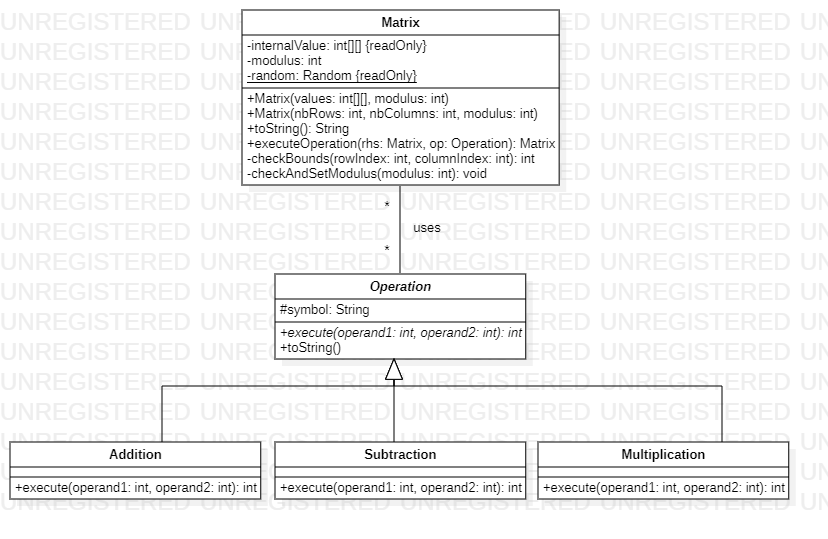 Matrix
-internalValue: int[][] {readOnly}
-modulus: int
-random: Random {readOnly}
+Matrix(values: int[][], modulus: int)
+Matrix(nbRows: int, nbColumns: int, modulus: int)
+toString(): String
+executeOperation(rhs: Matrix, op: Operation): Matrix
-checkBounds(rowIndex: int, columnIndex: int): int
-checkAndSetModulus(modulus: int): void
*
uses
*
Operation
#symbol: String
+execute(operand1: int, operand2: int): int
+toString()
Addition
+execute(operand1: int, operand2: int): int
Subtraction
+execute(operand1: int, operand2: int): int
Multiplication
+execute(operand1: int, operand2: int): int
UNREGISTERED